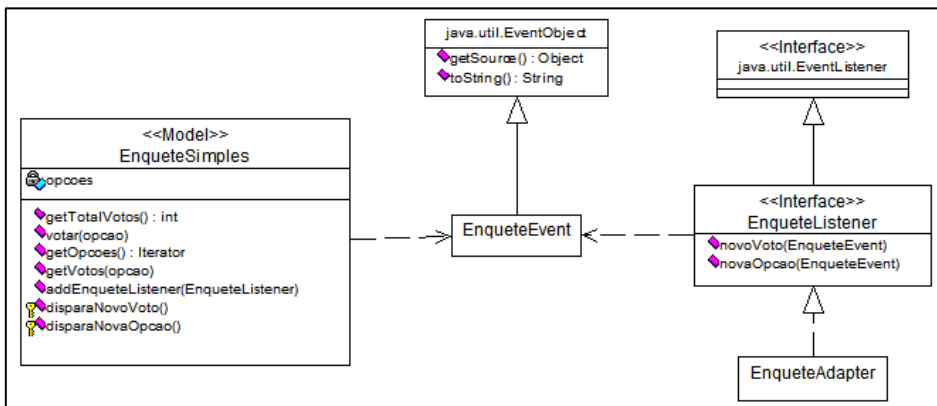 java.util.EventObject
getSource() : Object
toString() : String
<<Interface>>
java.util.EventListener
<<Model>>
EnqueteSimples
opcoes
getTotalVotos() : int
votar(opcao)
getOpcoes() : Iterator
getVotos(opcao)
addEnqueteListener(EnqueteListener)
disparaNovoVoto()
disparaNovaOpcao()
EnqueteEvent
<<Interface>>
EnqueteListener
novoVoto(EnqueteEvent)
novaOpcao(EnqueteEvent)
EnqueteAdapter